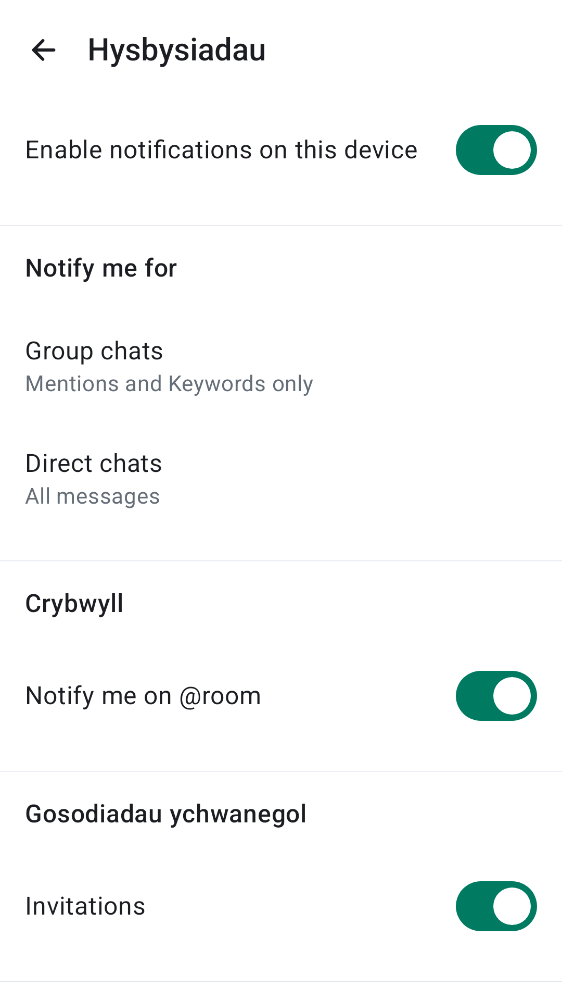 Hysbysiadau
Enable notifications on this device
Notify me for
Group chats
Mentions and Keywords only
Direct chats
All messages
Crybwyll
Notify me on @room
Gosodiadau ychwanegol
Invitations